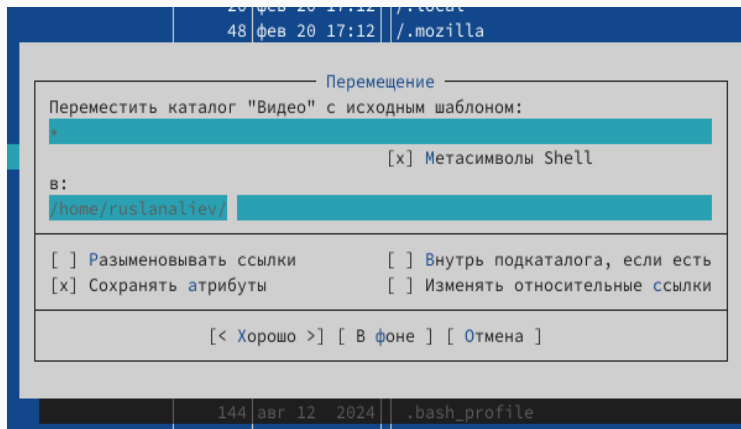 20 фев 20 17:12 /.local
48 фев 20 17:12 /.mozilla
Перемещение
Переместить каталог "Видео" с исходным шаблоном:
*
[x] Метасимволы Shell
в:
/home/ruslanaliev/
[ ] Разыменовывать ссылки [ ] Внутрь подкаталога, если есть
[x] Сохранять атрибуты [ ] Изменять относительные ссылки
[< Хорошо >] [ В фоне ] [ Отмена ]
144 авг 12 2024 .bash_profile